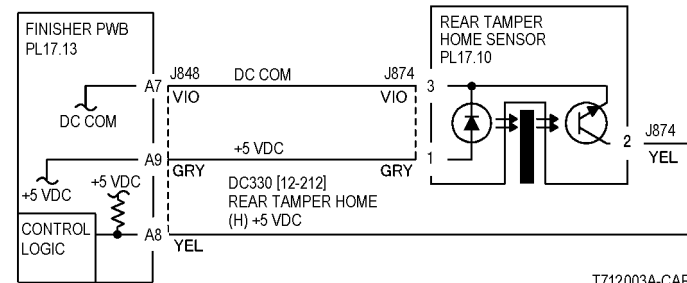 FINISHER PWB
PL17.13
REAR TAMPER
HOME SENSOR
PL17.10
A7
J848
DC COM
J874
3
VIO
VIO
DC COM
2
J874
YEL
A9
+5 VDC
1
GRY
GRY
+5 VDC
+5 VDC
DC330 [12-212]
REAR TAMPER HOME
(H) +5 VDC
CONTROL
LOGIC
A8
YEL
T712003A-CAR